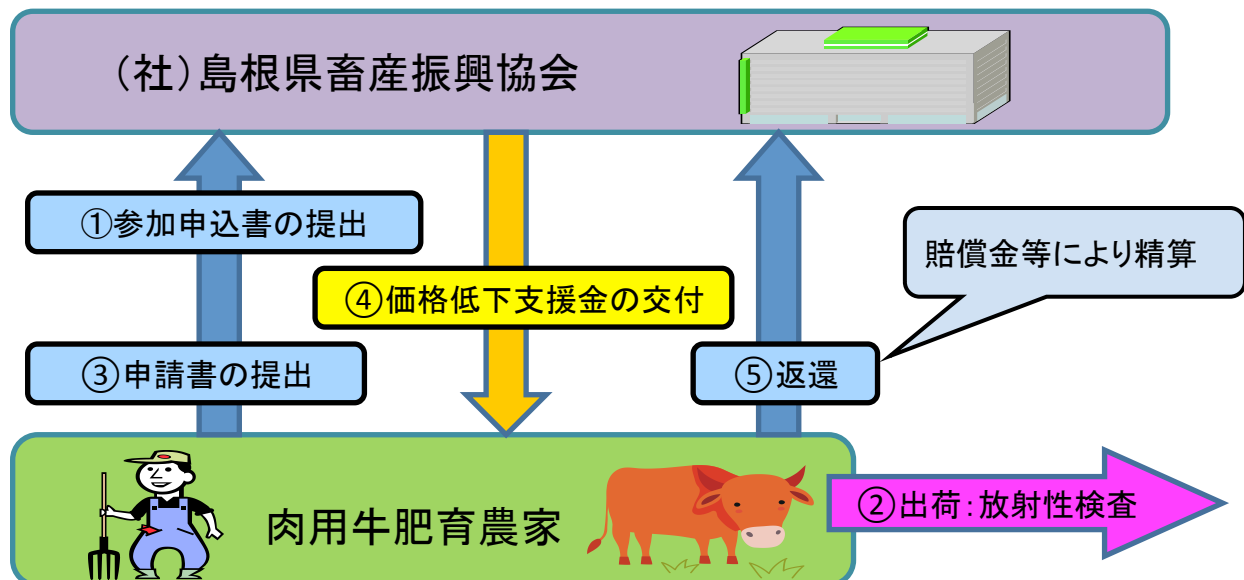 （社）島根県畜産振興協会
①参加申込書の提出
賠償金等により精算
④価格低下支援金の交付
③申請書の提出
⑤返還
肉用牛肥育農家
②出荷：放射性検査